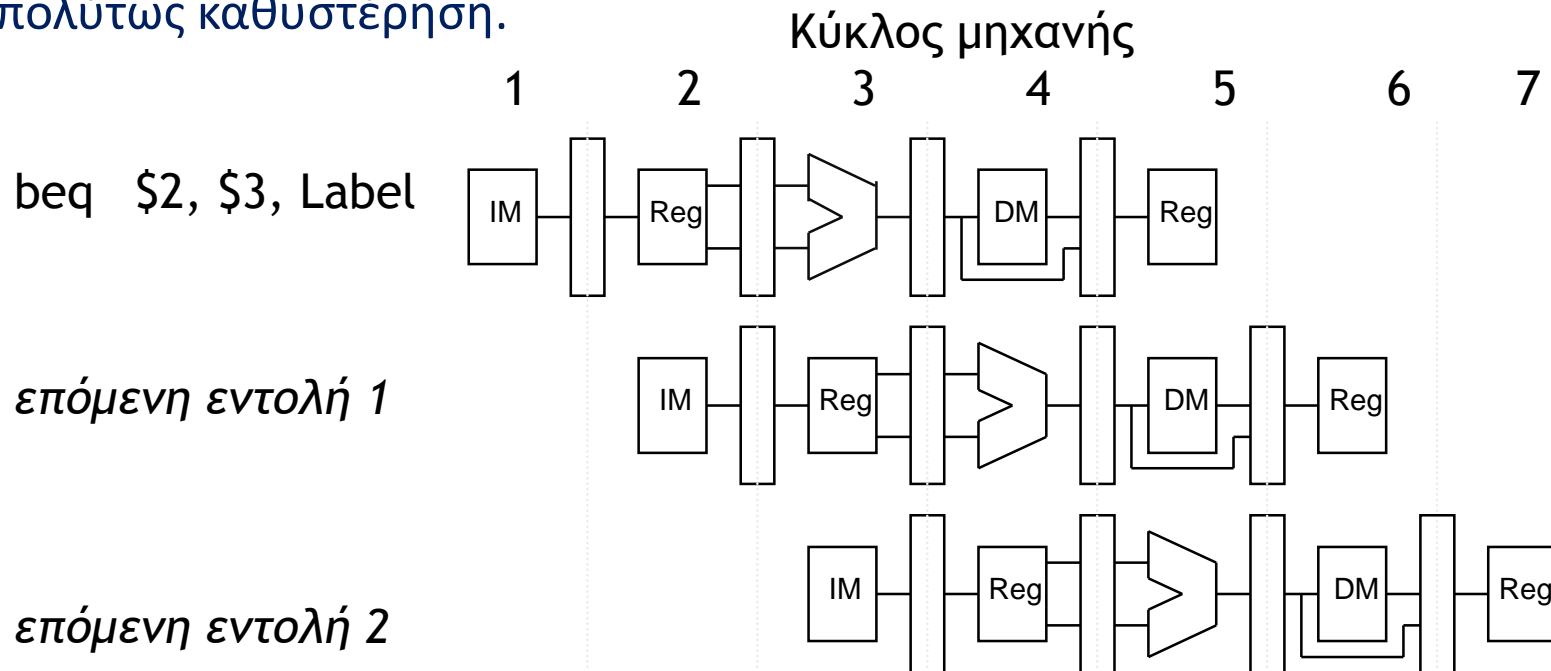 πολύτως καθυστέρηση.
Κύκλος μηχανής
1 2 3 4 5 6 7
beq $2, $3, Label
IM Reg DM Reg
επόμενη εντολή 1
IM Reg DM Reg
επόμενη εντολή 2
IM Reg DM Reg